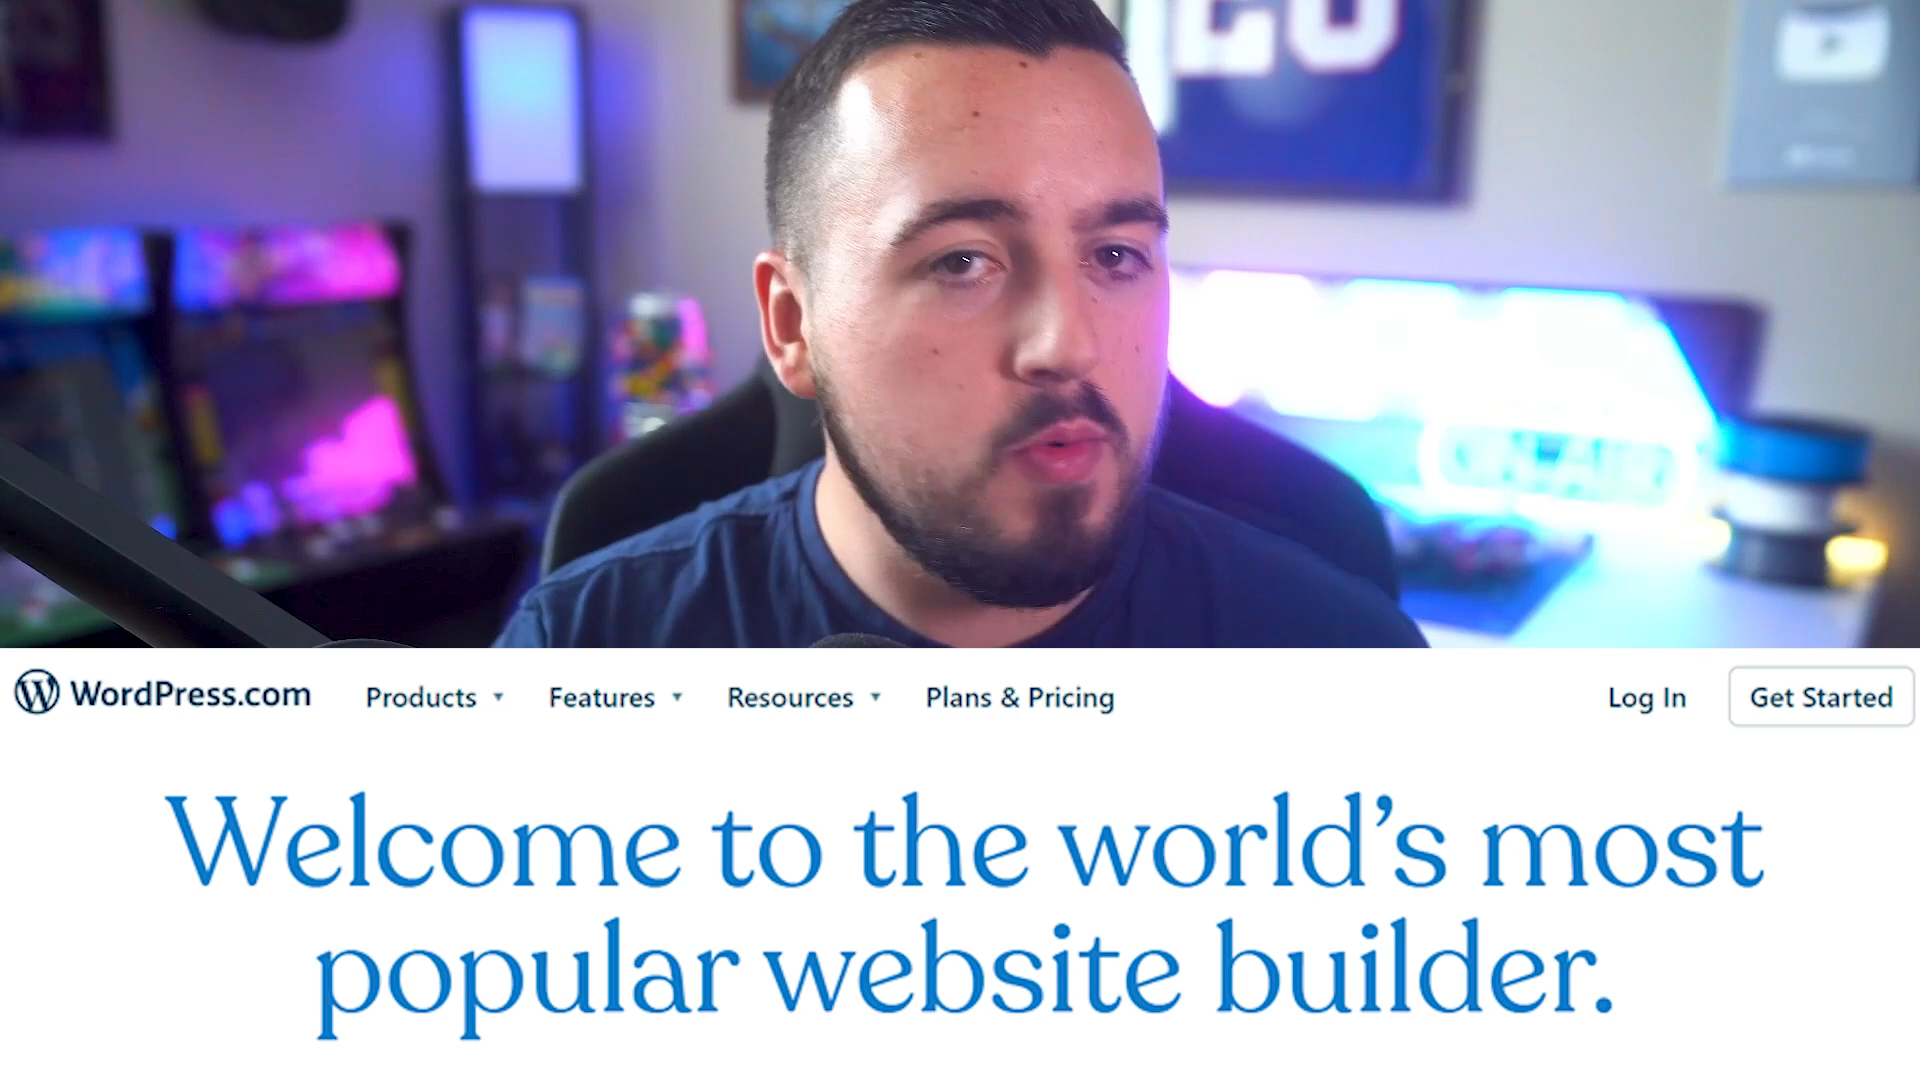 WordPress.com Products Features Resources Plans & Pricing Log In Get Started
Welcome to the world’s most
popular website builder.